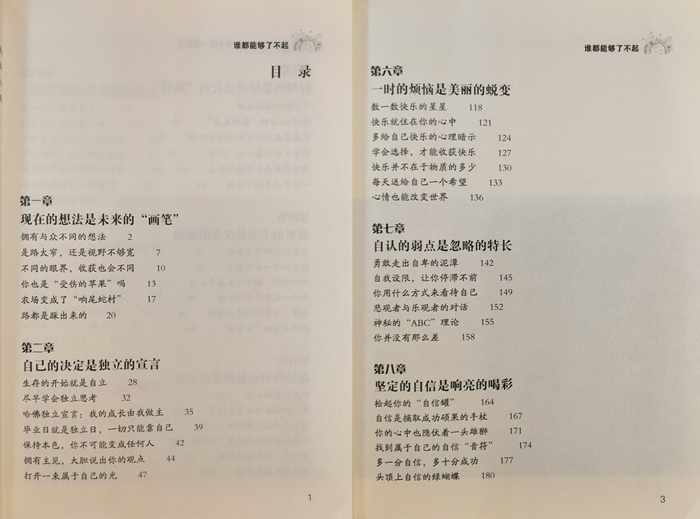 谁都能够了不起
目 录
第一章
现在的想法是未来的“画笔”
拥有与众不同的想法 2
是路太窄，还是视野不够宽 7
不同的眼界，收获也会不同 10
你也是“受伤的苹果”吗 13
农场变成了“响尾蛇村” 17
路都是踩出来的 20
第二章
自己的决定是独立的宣言
生存的开始就是自立 28
尽早学会独立思考 32
哈佛独立宣言：我的成长由我做主 35
毕业日就是独立日，一切只能靠自己 39
保持本色，你不可能变成任何人 42
拥有主见，大胆说出你的观点 44
打开一束属于自己的光 47
1
谁都能够了不起
第六章
一时的烦恼是美丽的蜕变
数一数快乐的星星 118
快乐就住在你的心中 121
多给自己快乐的心理暗示 124
学会选择，才能收获快乐 127
快乐并不在于物质的多少 130
每天送给自己一个希望 133
心情也能改变世界 136
第七章
自认的弱点是忽略的特长
勇敢走出自卑的泥潭 142
自我设限，让你停滞不前 145
你用什么方式来看待自己 149
悲观者与乐观者的对话 152
神秘的“ABC”理论 155
你并没有那么差 158
第八章
坚定的自信是响亮的喝彩
拾起你的“自信罐” 164
自信是摘取成功硕果的手杖 167
你的心中也隐伏着一头雄狮 171
找到属于自己的自信“音符” 174
多一分自信，多十分成功 177
头顶上自信的绿蝴蝶 180
3